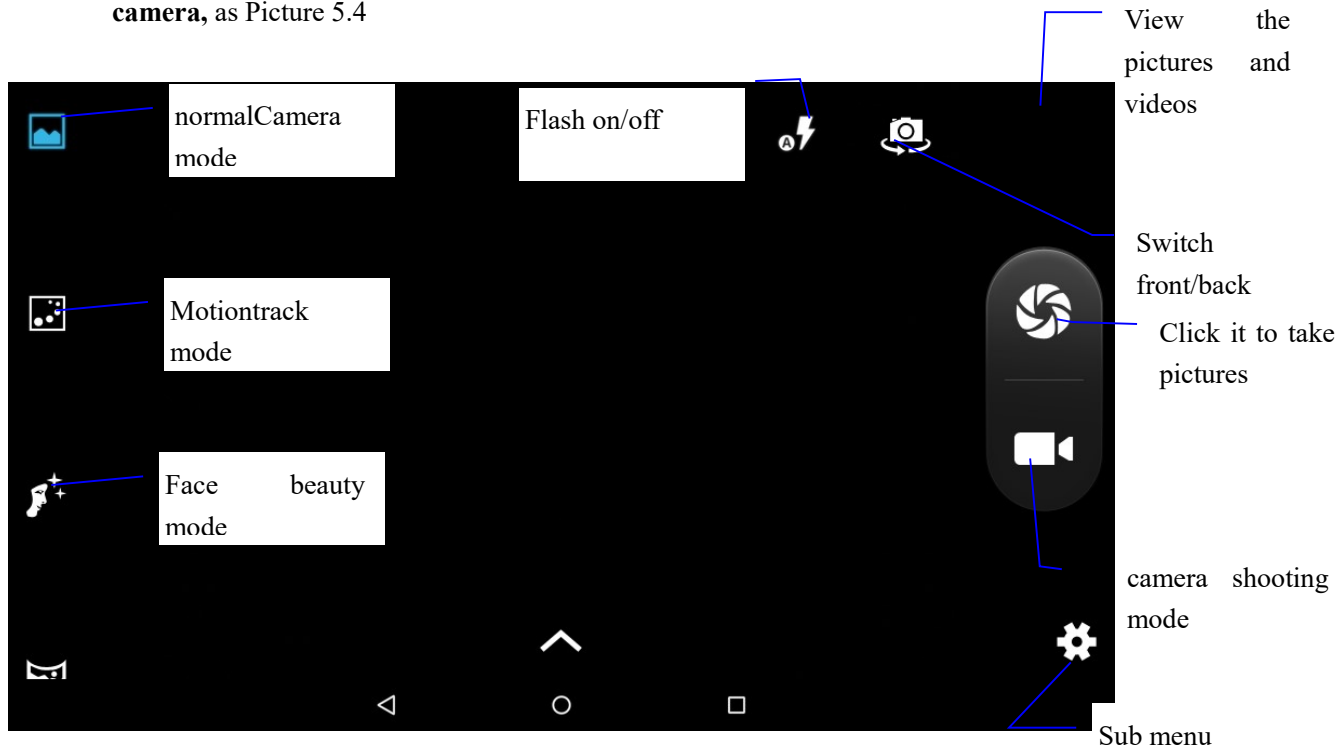 camera, as Picture 5.4
View the
pictures and
videos
normalCamera
mode
Flash on/off
A
Switch
front/back
Motiontrack
mode
Click it to take
pictures
Face beauty
mode
camera shooting
mode
Sub menu